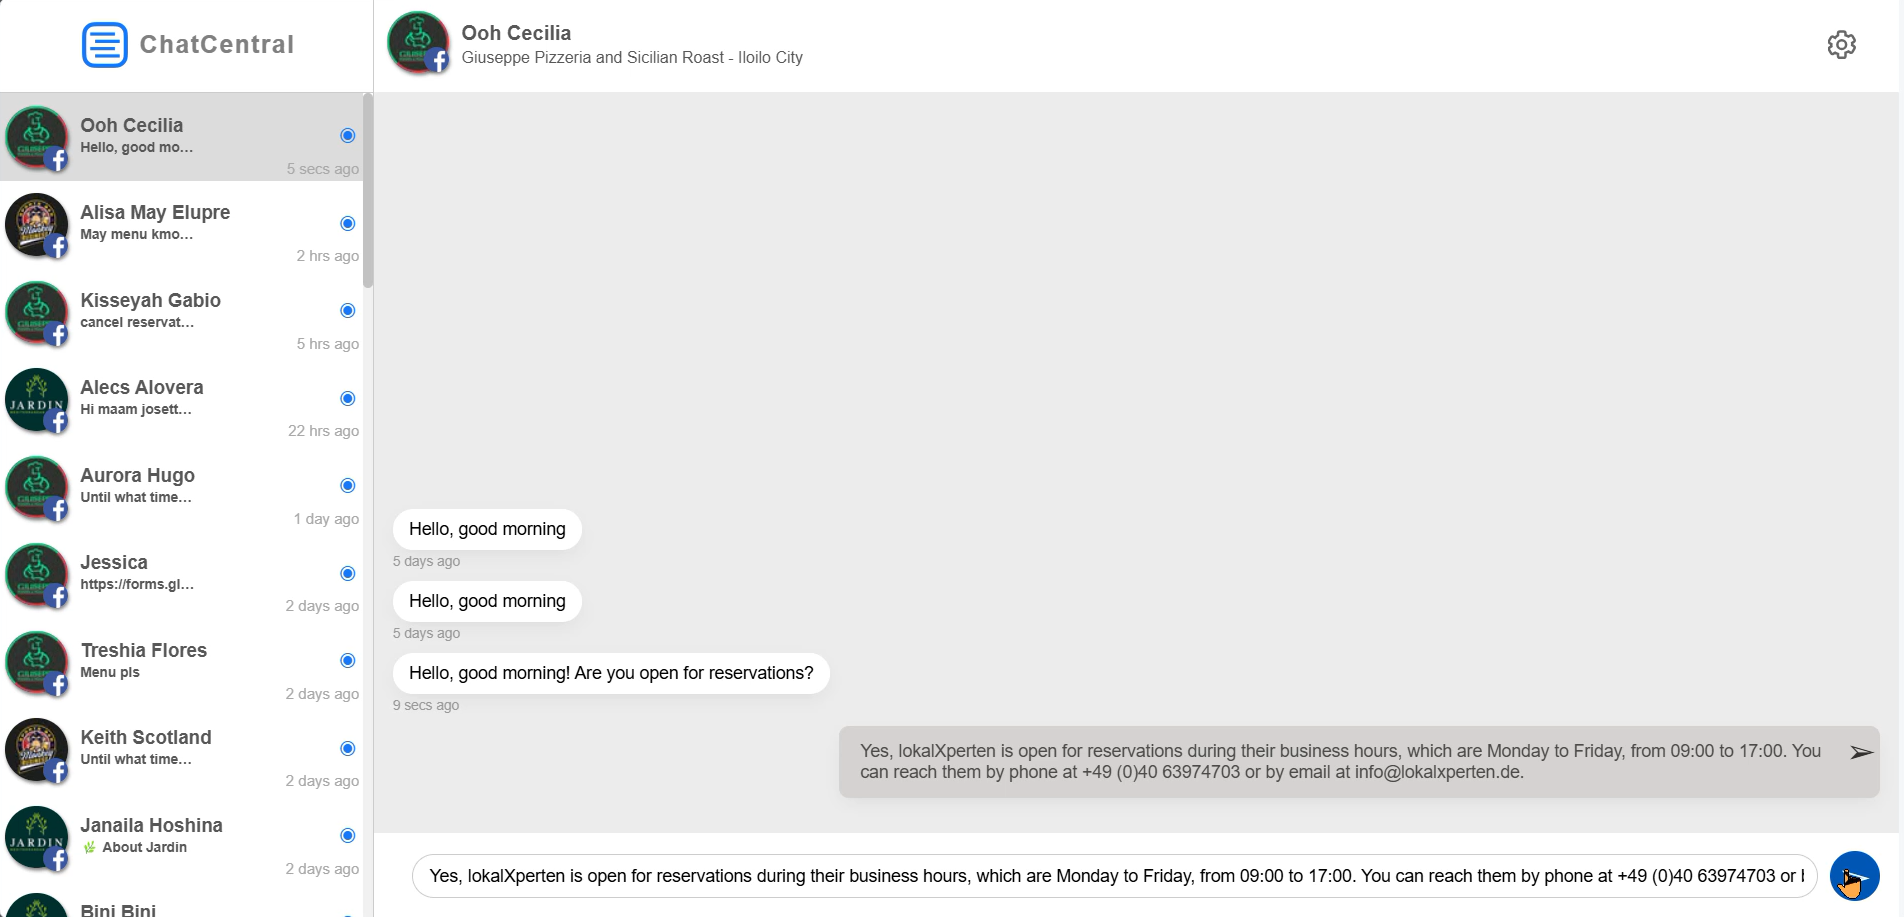 ChatCentral
Ooh Cecilia
Hello, good mo...
5 secs ago
Alisa May Elupre
May menu kmo...
2 hrs ago
Kisseyah Gabio
cancel reservat...
5 hrs ago
Alecs Alovera
Hi maam josett...
22 hrs ago
JARDIN
Aurora Hugo
Until what time...
1 day ago
Jessica
https://forms.gl...
2 days ago
Treshia Flores
Menu pls
2 days ago
Keith Scotland
Until what time...
2 days ago
Janaila Hoshina
About Jardin
2 days ago
JARDIN
Bini Bini
Ooh Cecilia
Giuseppe Pizzeria and Sicilian Roast - Iloilo City
Hello, good morning
5 days ago
Hello, good morning
5 days ago
Hello, good morning! Are you open for reservations?
9 secs ago
Yes, lokalXperten is open for reservations during their business hours, which are Monday to Friday, from 09:00 to 17:00. You
can reach them by phone at +49 (0)40 63974703 or by email at info@lokalxperten.de.
Yes, lokalXperten is open for reservations during their business hours, which are Monday to Friday, from 09:00 to 17:00. You can reach them by phone at +49 (0)40 63974703 or